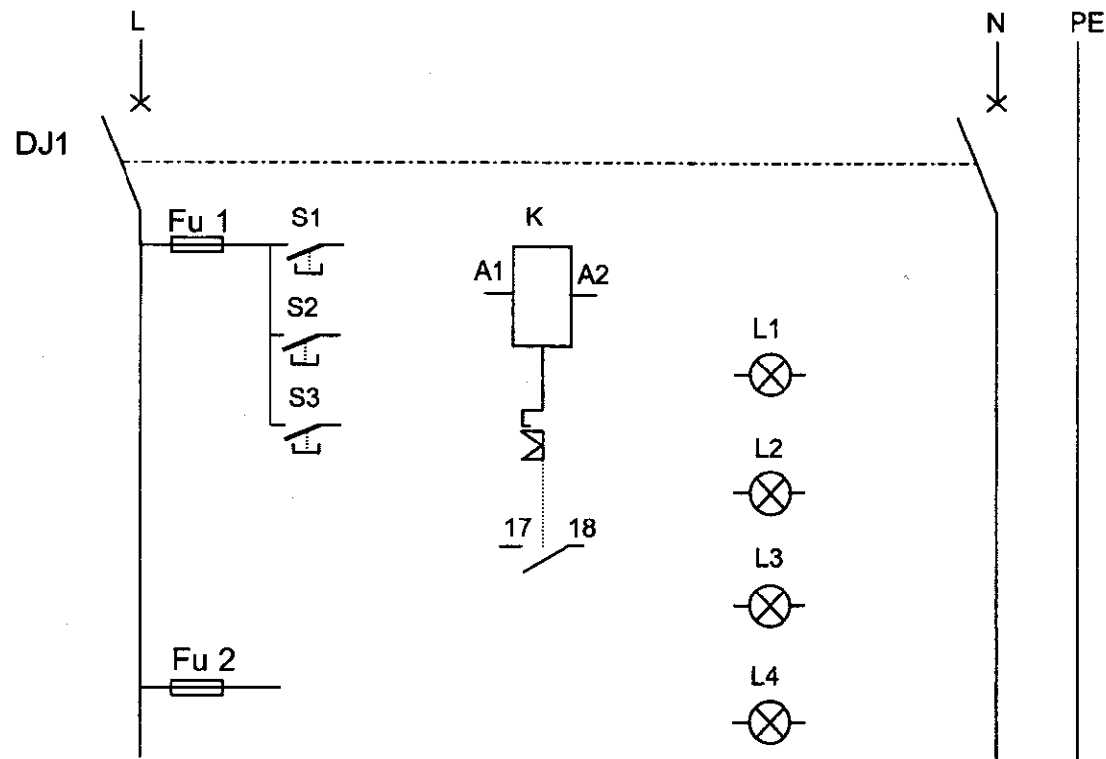 L N PE
DJ1
Fu 1 S1 K
A1 A2
S2
L1
S3
L2
17 18
L3
Fu 2
L4